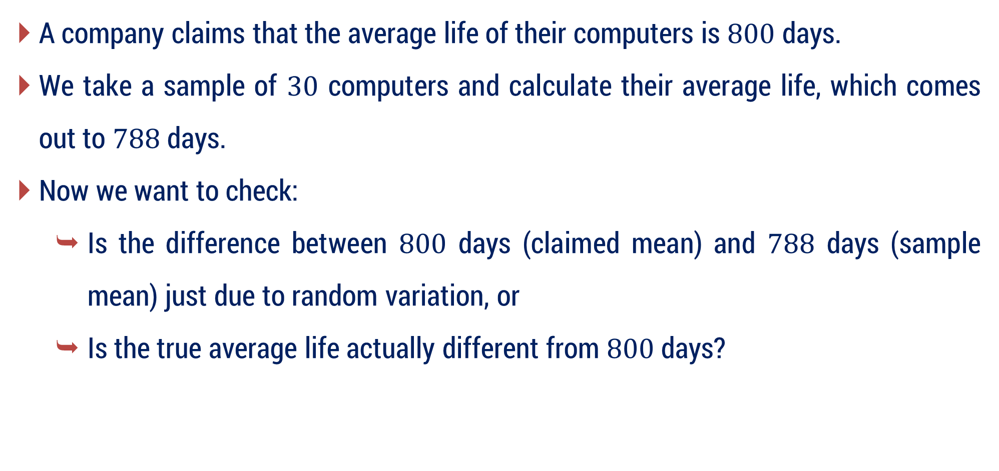 A company claims that the average life of their computers is 800 days.
We take a sample of 30 computers and calculate their average life, which comes
out to 788 days.
Now we want to check:
Is the difference between 800 days (claimed mean) and 788 days (sample
mean) just due to random variation, or
Is the true average life actually different from 800 days?